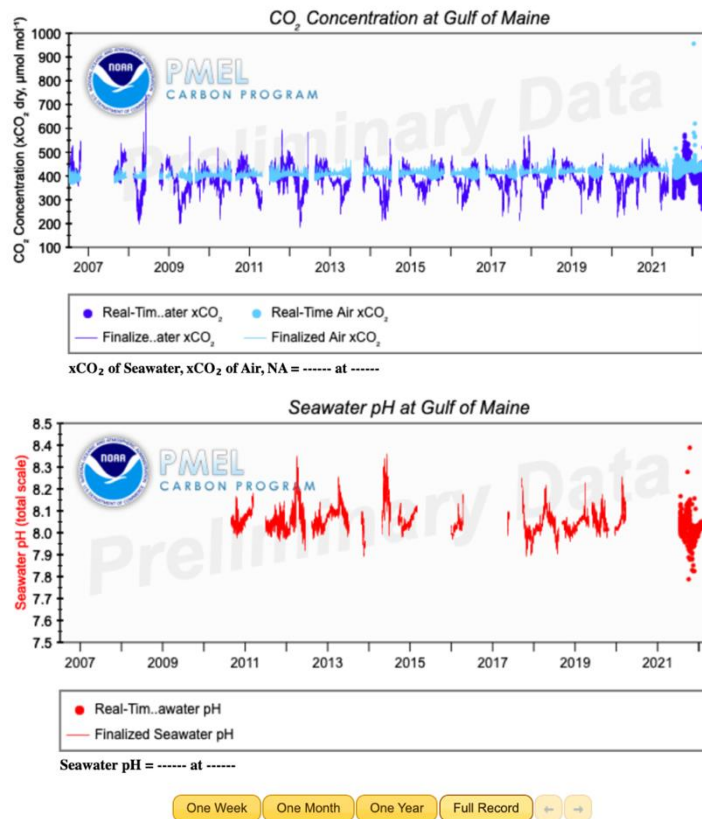 CO₂ Concentration at Gulf of Maine
CO₂ Concentration (xCO₂ dry, µmol mol⁻¹)
1000
900
800
700
600
500
400
300
200
100
NOAA
PMEL
CARBON PROGRAM
Preliminary Data
2007 2009 2011 2013 2015 2017 2019 2021
Real-Tim..ater xCO₂ Real-Time Air xCO₂
Finalize..ater xCO₂ Finalized Air xCO₂
xCO₂ of Seawater, xCO₂ of Air, NA = ------ at ------
Seawater pH at Gulf of Maine
Seawater pH (total scale)
8.5
8.4
8.3
8.2
8.1
8.0
7.9
7.8
7.7
7.6
7.5
NOAA
PMEL
CARBON PROGRAM
Preliminary Data
2007 2009 2011 2013 2015 2017 2019 2021
Real-Tim..awater pH
Finalized Seawater pH
Seawater pH = ------ at ------
One Week One Month One Year Full Record ← →